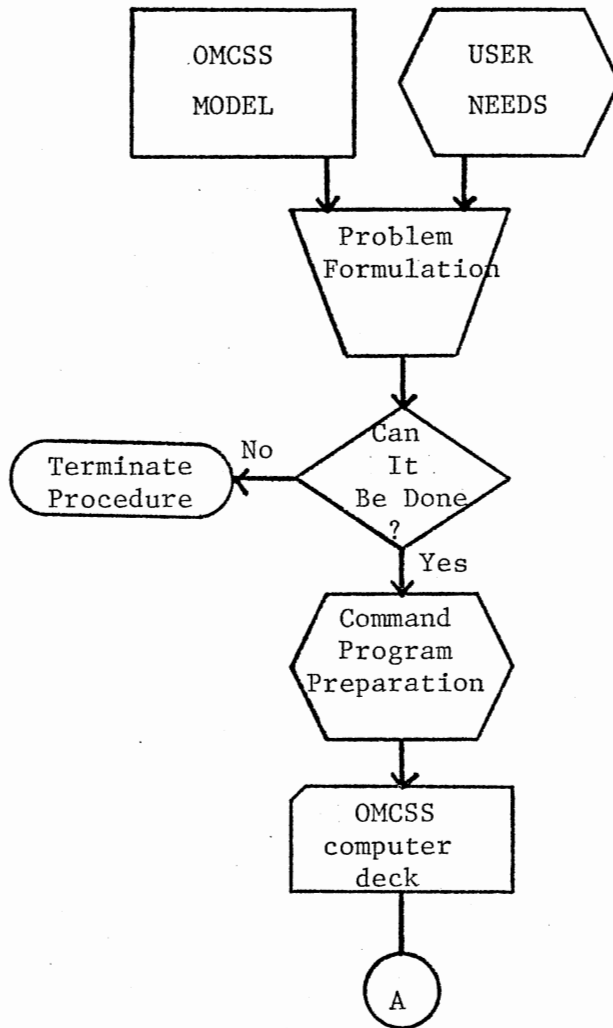 OMCSS
MODEL
USER
NEEDS
Problem
Formulation
Can
It
Be Done
?
No
Terminate
Procedure
Yes
Command
Program
Preparation
OMCSS
computer
deck
A